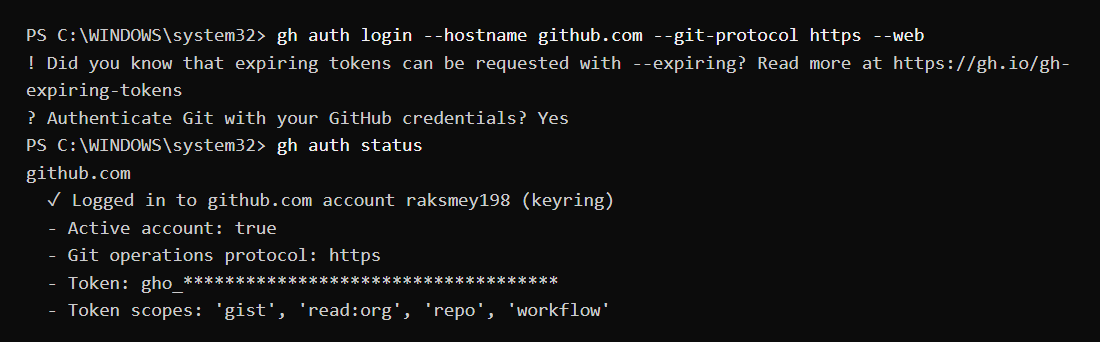 PS C:\WINDOWS\system32> gh auth login --hostname github.com --git-protocol https --web
! Did you know that expiring tokens can be requested with --expiring? Read more at https://gh.io/gh-
expiring-tokens
? Authenticate Git with your GitHub credentials? Yes
PS C:\WINDOWS\system32> gh auth status
github.com
  ✓ Logged in to github.com account raksmey198 (keyring)
  - Active account: true
  - Git operations protocol: https
  - Token: gho_************************************
  - Token scopes: 'gist', 'read:org', 'repo', 'workflow'